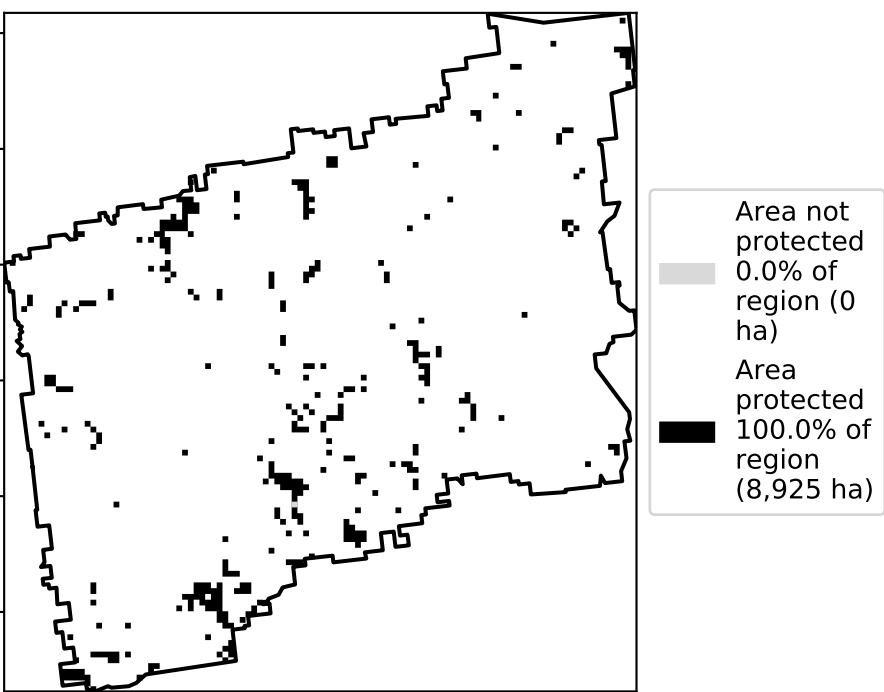 Area not
protected
0.0% of
region (0
ha)
Area
protected
100.0% of
region
(8,925 ha)